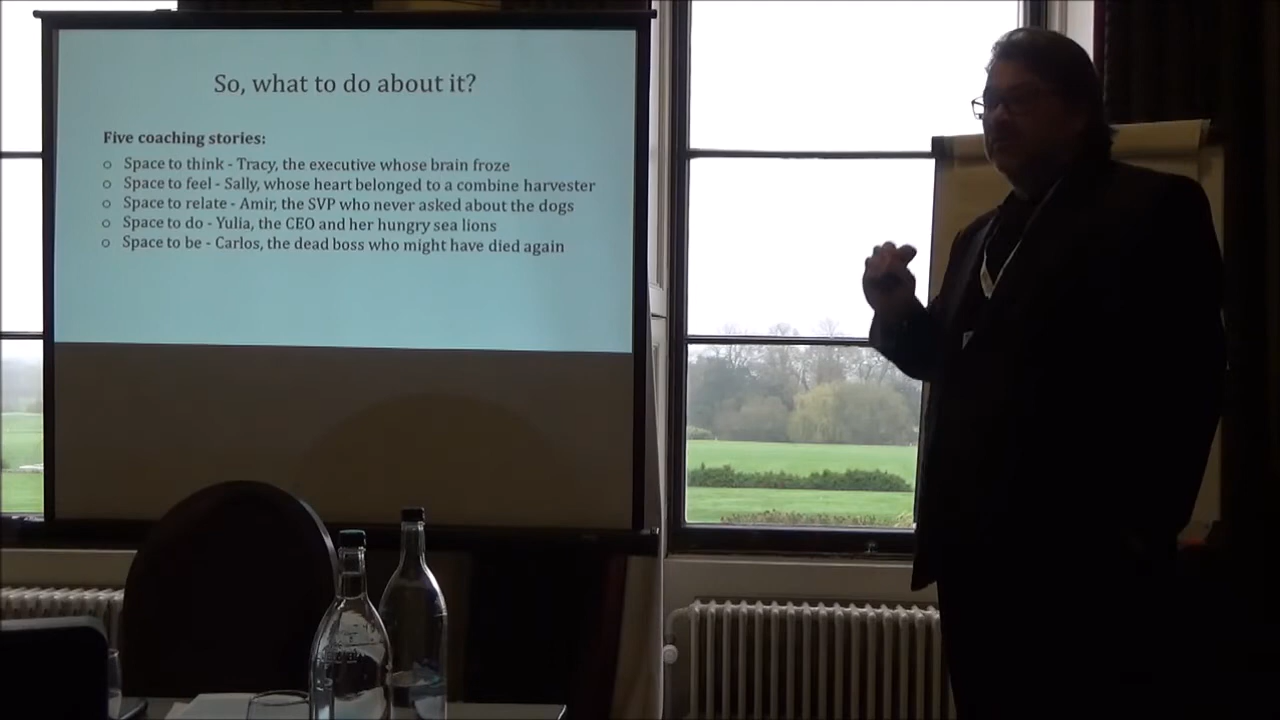 So, what to do about it?
Five coaching stories:
o Space to think - Tracy, the executive whose brain froze
o Space to feel - Sally, whose heart belonged to a combine harvester
o Space to relate - Amir, the SVP who never asked about the dogs
o Space to do - Yulia, the CEO and her hungry sea lions
o Space to be - Carlos, the dead boss who might have died again